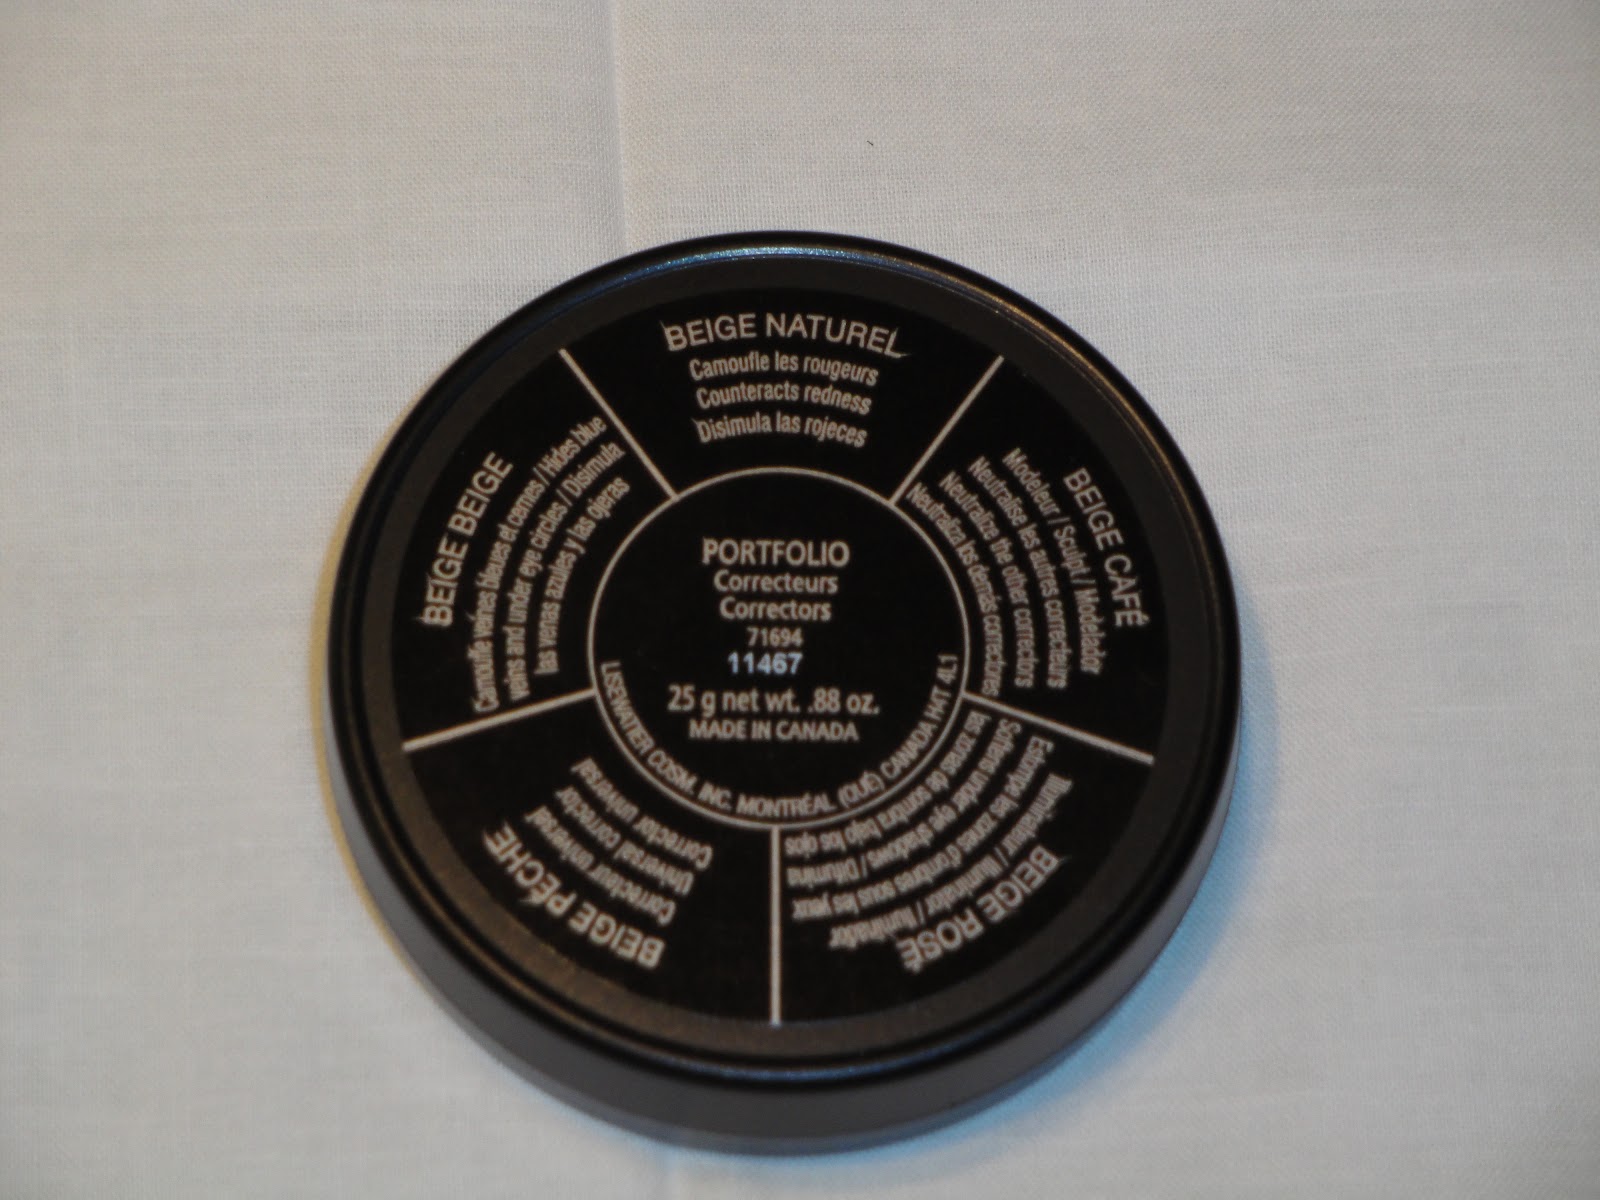 BEIGE NATUREL
Camoufle les rougeurs
Counteracts redness
Disimula las rojeces
BEIGE CAFÉ
Modeleur / Sculpt / Modelador
Neutralise les autres correcteurs
Neutralize the other correctors
Neutraliza los demás correctores
BEIGE ROSÉ
Illuminateur / Illuminator / Iluminador
Estompe les zones d'ombres sous les yeux
Softens under eye shadows / Difumina
las zonas de sombra bajo los ojos
BEIGE PÊCHE
Correcteur universel
Universal corrector
Corrector universal
BEIGE BEIGE
Camoufle veines bleues et cernes / Hides blue
veins and under eye circles / Disimula
las venas azules y las ojeras
PORTFOLIO
Correcteurs
Correctors
71694
11467
25 g net wt. .88 oz.
MADE IN CANADA
LISE WATIER COSM. INC. MONTRÉAL (QUÉ) CANADA H4T 4L1